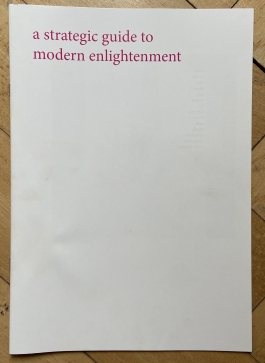 a strategic guide to
modern enlightenment